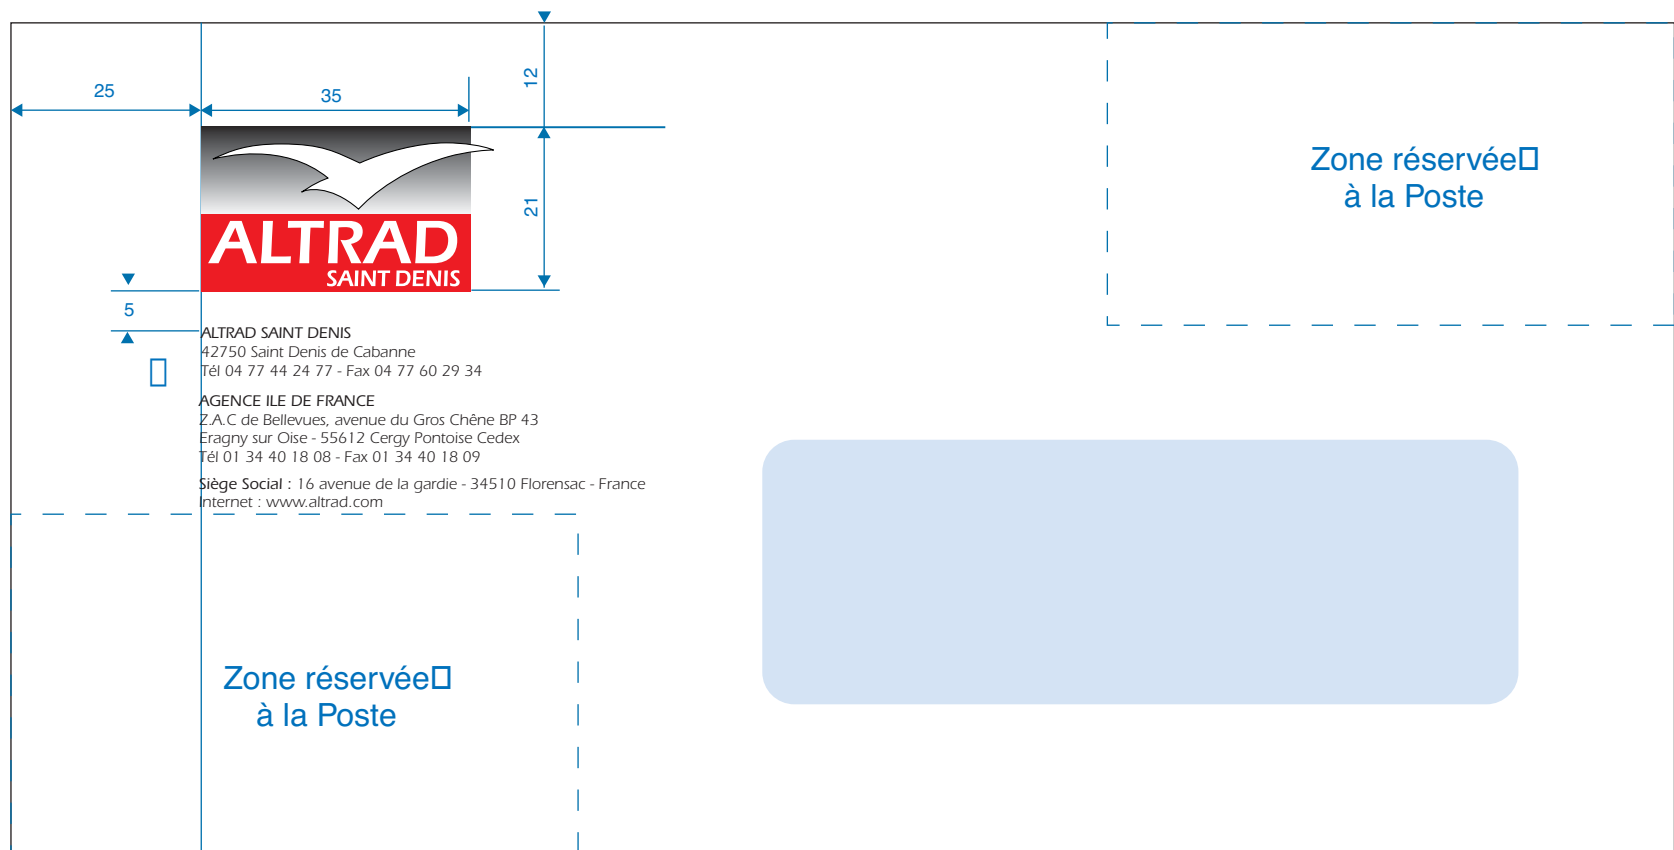 12
25
35
Zone réservée
à la Poste
21
ALTRAD
SAINT DENIS
5
ALTRAD SAINT DENIS
42750 Saint Denis de Cabanne
Tél 04 77 44 24 77 - Fax 04 77 60 29 34
AGENCE ILE DE FRANCE
Z.A.C de Bellevues, avenue du Gros Chêne BP 43
Eragny sur Oise - 55612 Cergy Pontoise Cedex
Tél 01 34 40 18 08 - Fax 01 34 40 18 09
Siège Social : 16 avenue de la gardie - 34510 Florensac - France
Internet : www.altrad.com
Zone réservée
à la Poste